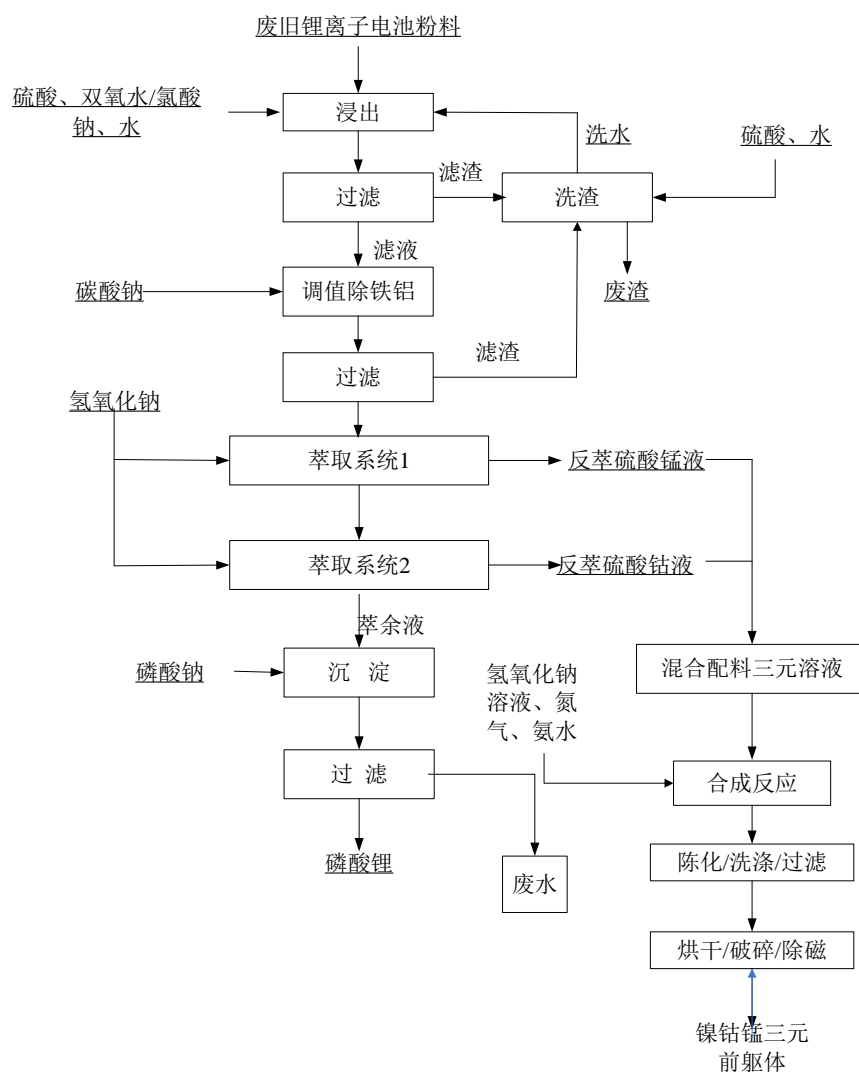 废旧锂离子电池粉料
硫酸、双氧水/氯酸
钠、水
浸出
洗水
硫酸、水
过滤
滤渣
洗渣
滤液
碳酸钠
调值除铁铝
废渣
过滤
滤渣
氢氧化钠
萃取系统1
反萃硫酸锰液
萃取系统2
反萃硫酸钴液
萃余液
磷酸钠
沉 淀
氢氧化钠
溶液、氮
气、氨水
混合配料三元溶液
过 滤
合成反应
磷酸锂
废水
陈化/洗涤/过滤
烘干/破碎/除磁
镍钴锰三元
前躯体